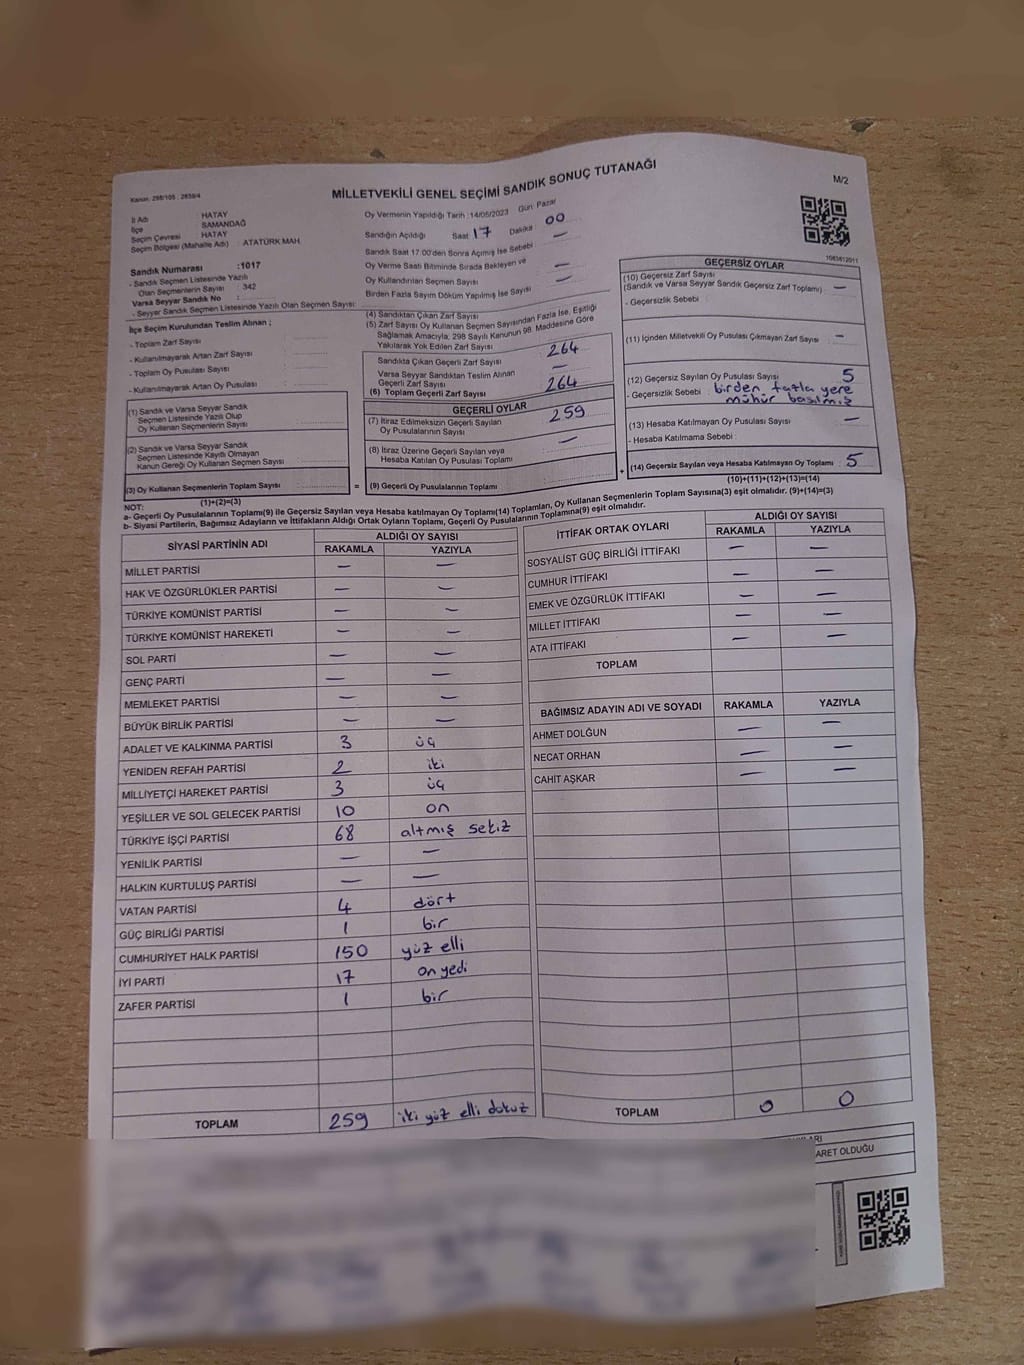 Kanun: 298/105 : 2839/4
MİLLETVEKİLİ GENEL SEÇİMİ SANDIK SONUÇ TUTANAĞI
M/2
İl Adı HATAY
İlçe SAMANDAĞ
Seçim Çevresi HATAY
Seçim Bölgesi (Mahalle Adı) : ATATÜRK MAH.
Sandık Numarası :1017
- Sandık Seçmen Listesinde Yazılı
Olan Seçmenlerin Sayısı 342
Varsa Seyyar Sandık No :
- Seyyar Sandık Seçmen Listesinde Yazılı Olan Seçmen Sayısı:
Oy Vermenin Yapıldığı Tarih :14/05/2023 Gün Pazar
Sandığın Açıldığı Saat 17 Dakika 00
Sandık Saat 17.00'den Sonra Açılmış İse Sebebi —
Oy Verme Saati Bitiminde Sırada Bekleyen ve
Oy Kullandırılan Seçmen Sayısı —
Birden Fazla Sayım Döküm Yapılmış İse Sayısı —
İlçe Seçim Kurulundan Teslim Alınan ;
- Toplam Zarf Sayısı :
- Kullanılmayarak Artan Zarf Sayısı :
- Toplam Oy Pusulası Sayısı :
- Kullanılmayarak Artan Oy Pusulası :
(1) Sandık ve Varsa Seyyar Sandık
Seçmen Listesinde Yazılı Olup
Oy Kullanan Seçmenlerin Sayısı
(2) Sandık ve Varsa Seyyar Sandık
Seçmen Listesinde Kayıtlı Olmayan
Kanun Gereği Oy Kullanan Seçmen Sayısı
(3) Oy Kullanan Seçmenlerin Toplam Sayısı
(1)+(2)=(3)
(4) Sandıktan Çıkan Zarf Sayısı
(5) Zarf Sayısı Oy Kullanan Seçmen Sayısından Fazla İse, Eşitliği
Sağlamak Amacıyla; 298 Sayılı Kanunun 98. Maddesine Göre
Yakılarak Yok Edilen Zarf Sayısı
Sandıkta Çıkan Geçerli Zarf Sayısı 264
Varsa Seyyar Sandıktan Teslim Alınan
Geçerli Zarf Sayısı —
(6) Toplam Geçerli Zarf Sayısı 264
GEÇERLİ OYLAR
(7) İtiraz Edilmeksizin Geçerli Sayılan
Oy Pusulalarının Sayısı 259
(8) İtiraz Üzerine Geçerli Sayılan veya
Hesaba Katılan Oy Pusulası Toplamı —
= (9) Geçerli Oy Pusulalarının Toplamı
1083612011
GEÇERSİZ OYLAR
(10) Geçersiz Zarf Sayısı
(Sandık ve Varsa Seyyar Sandık Geçersiz Zarf Toplamı) —
- Geçersizlik Sebebi :
(11) İçinden Milletvekili Oy Pusulası Çıkmayan Zarf Sayısı —
(12) Geçersiz Sayılan Oy Pusulası Sayısı 5
- Geçersizlik Sebebi : birden fazla yere
mühür basılmış
(13) Hesaba Katılmayan Oy Pusulası Sayısı —
- Hesaba Katılmama Sebebi :
+ (14) Geçersiz Sayılan veya Hesaba Katılmayan Oy Toplamı 5
(10)+(11)+(12)+(13)=(14)
NOT:
a- Geçerli Oy Pusulalarının Toplamı(9) ile Geçersiz Sayılan veya Hesaba katılmayan Oy Toplamı(14) Toplamları, Oy Kullanan Seçmenlerin Toplam Sayısına(3) eşit olmalıdır. (9)+(14)=(3)
b- Siyasi Partilerin, Bağımsız Adayların ve İttifakların Aldığı Ortak Oyların Toplamı, Geçerli Oy Pusulalarının Toplamına(9) eşit olmalıdır.
SİYASİ PARTİNİN ADI ALDIĞI OY SAYISI
RAKAMLA YAZIYLA
MİLLET PARTİSİ — —
HAK VE ÖZGÜRLÜKLER PARTİSİ — —
TÜRKİYE KOMÜNİST PARTİSİ — —
TÜRKİYE KOMÜNİST HAREKETİ — —
SOL PARTİ — —
GENÇ PARTİ — —
MEMLEKET PARTİSİ — —
BÜYÜK BİRLİK PARTİSİ — —
ADALET VE KALKINMA PARTİSİ 3 üç
YENİDEN REFAH PARTİSİ 2 iki
MİLLİYETÇİ HAREKET PARTİSİ 3 üç
YEŞİLLER VE SOL GELECEK PARTİSİ 10 on
TÜRKİYE İŞÇİ PARTİSİ 68 altmış sekiz
YENİLİK PARTİSİ — —
HALKIN KURTULUŞ PARTİSİ — —
VATAN PARTİSİ 4 dört
GÜÇ BİRLİĞİ PARTİSİ 1 bir
CUMHURİYET HALK PARTİSİ 150 yüz elli
İYİ PARTİ 17 on yedi
ZAFER PARTİSİ 1 bir
TOPLAM 259 iki yüz elli dokuz
İTTİFAK ORTAK OYLARI ALDIĞI OY SAYISI
RAKAMLA YAZIYLA
SOSYALİST GÜÇ BİRLİĞİ İTTİFAKI — —
CUMHUR İTTİFAKI — —
EMEK VE ÖZGÜRLÜK İTTİFAKI — —
MİLLET İTTİFAKI — —
ATA İTTİFAKI — —
TOPLAM
BAĞIMSIZ ADAYIN ADI VE SOYADI RAKAMLA YAZIYLA
AHMET DOLĞUN — —
NECAT ORHAN — —
CAHİT AŞKAR — —
TOPLAM 0 0
ARET OLDUĞU